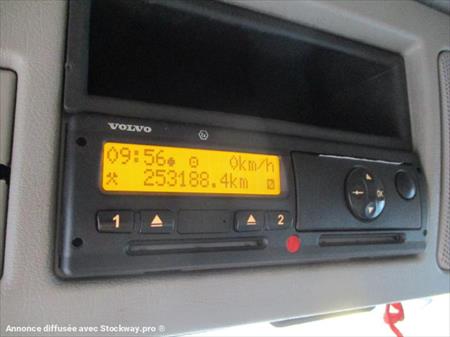 VOLVO
09:56 0km/h
253188.4km
1 2
OK
Annonce diffusée avec Stockway.pro ®